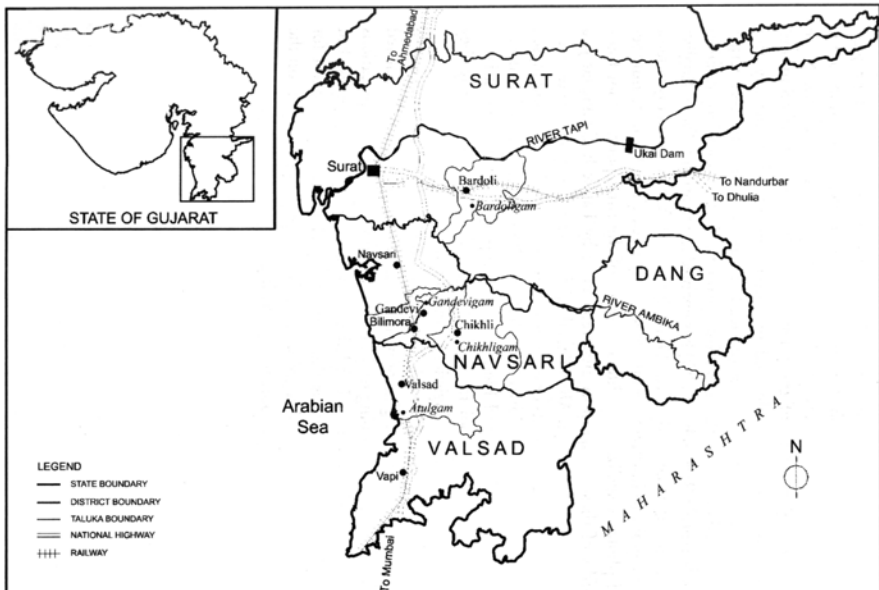 STATE OF GUJARAT
To
Ahmedabad
SURAT
RIVER TAPI
Ukai Dam
Surat
Bardoli
Bardoligam
To Nandurbar
To Dhulia
Navsari
DANG
RIVER AMBIKA
Gandevigam
Gandevi
Bilimora
Chikhli
Chikhligam
NAVSARI
Valsad
Atulgam
Arabian
Sea
VALSAD
Vapi
To Mumbai
MAHARASHTRA
N
LEGEND
STATE BOUNDARY
DISTRICT BOUNDARY
TALUKA BOUNDARY
NATIONAL HIGHWAY
RAILWAY